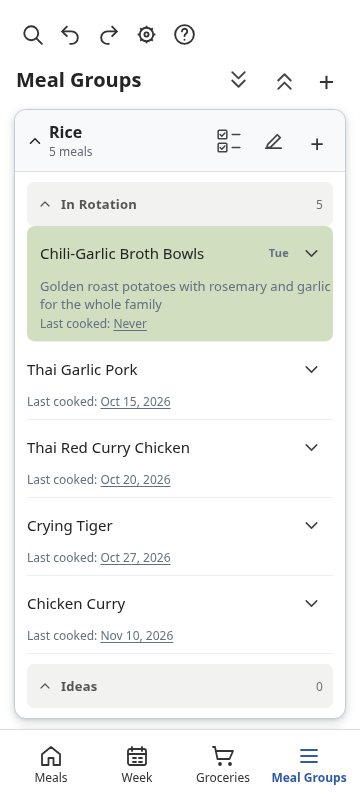 Meal Groups
Rice
5 meals
In Rotation 5
Chili-Garlic Broth Bowls Tue
Golden roast potatoes with rosemary and garlic
for the whole family
Last cooked: Never
Thai Garlic Pork
Last cooked: Oct 15, 2026
Thai Red Curry Chicken
Last cooked: Oct 20, 2026
Crying Tiger
Last cooked: Oct 27, 2026
Chicken Curry
Last cooked: Nov 10, 2026
Ideas 0
Meals Week Groceries Meal Groups